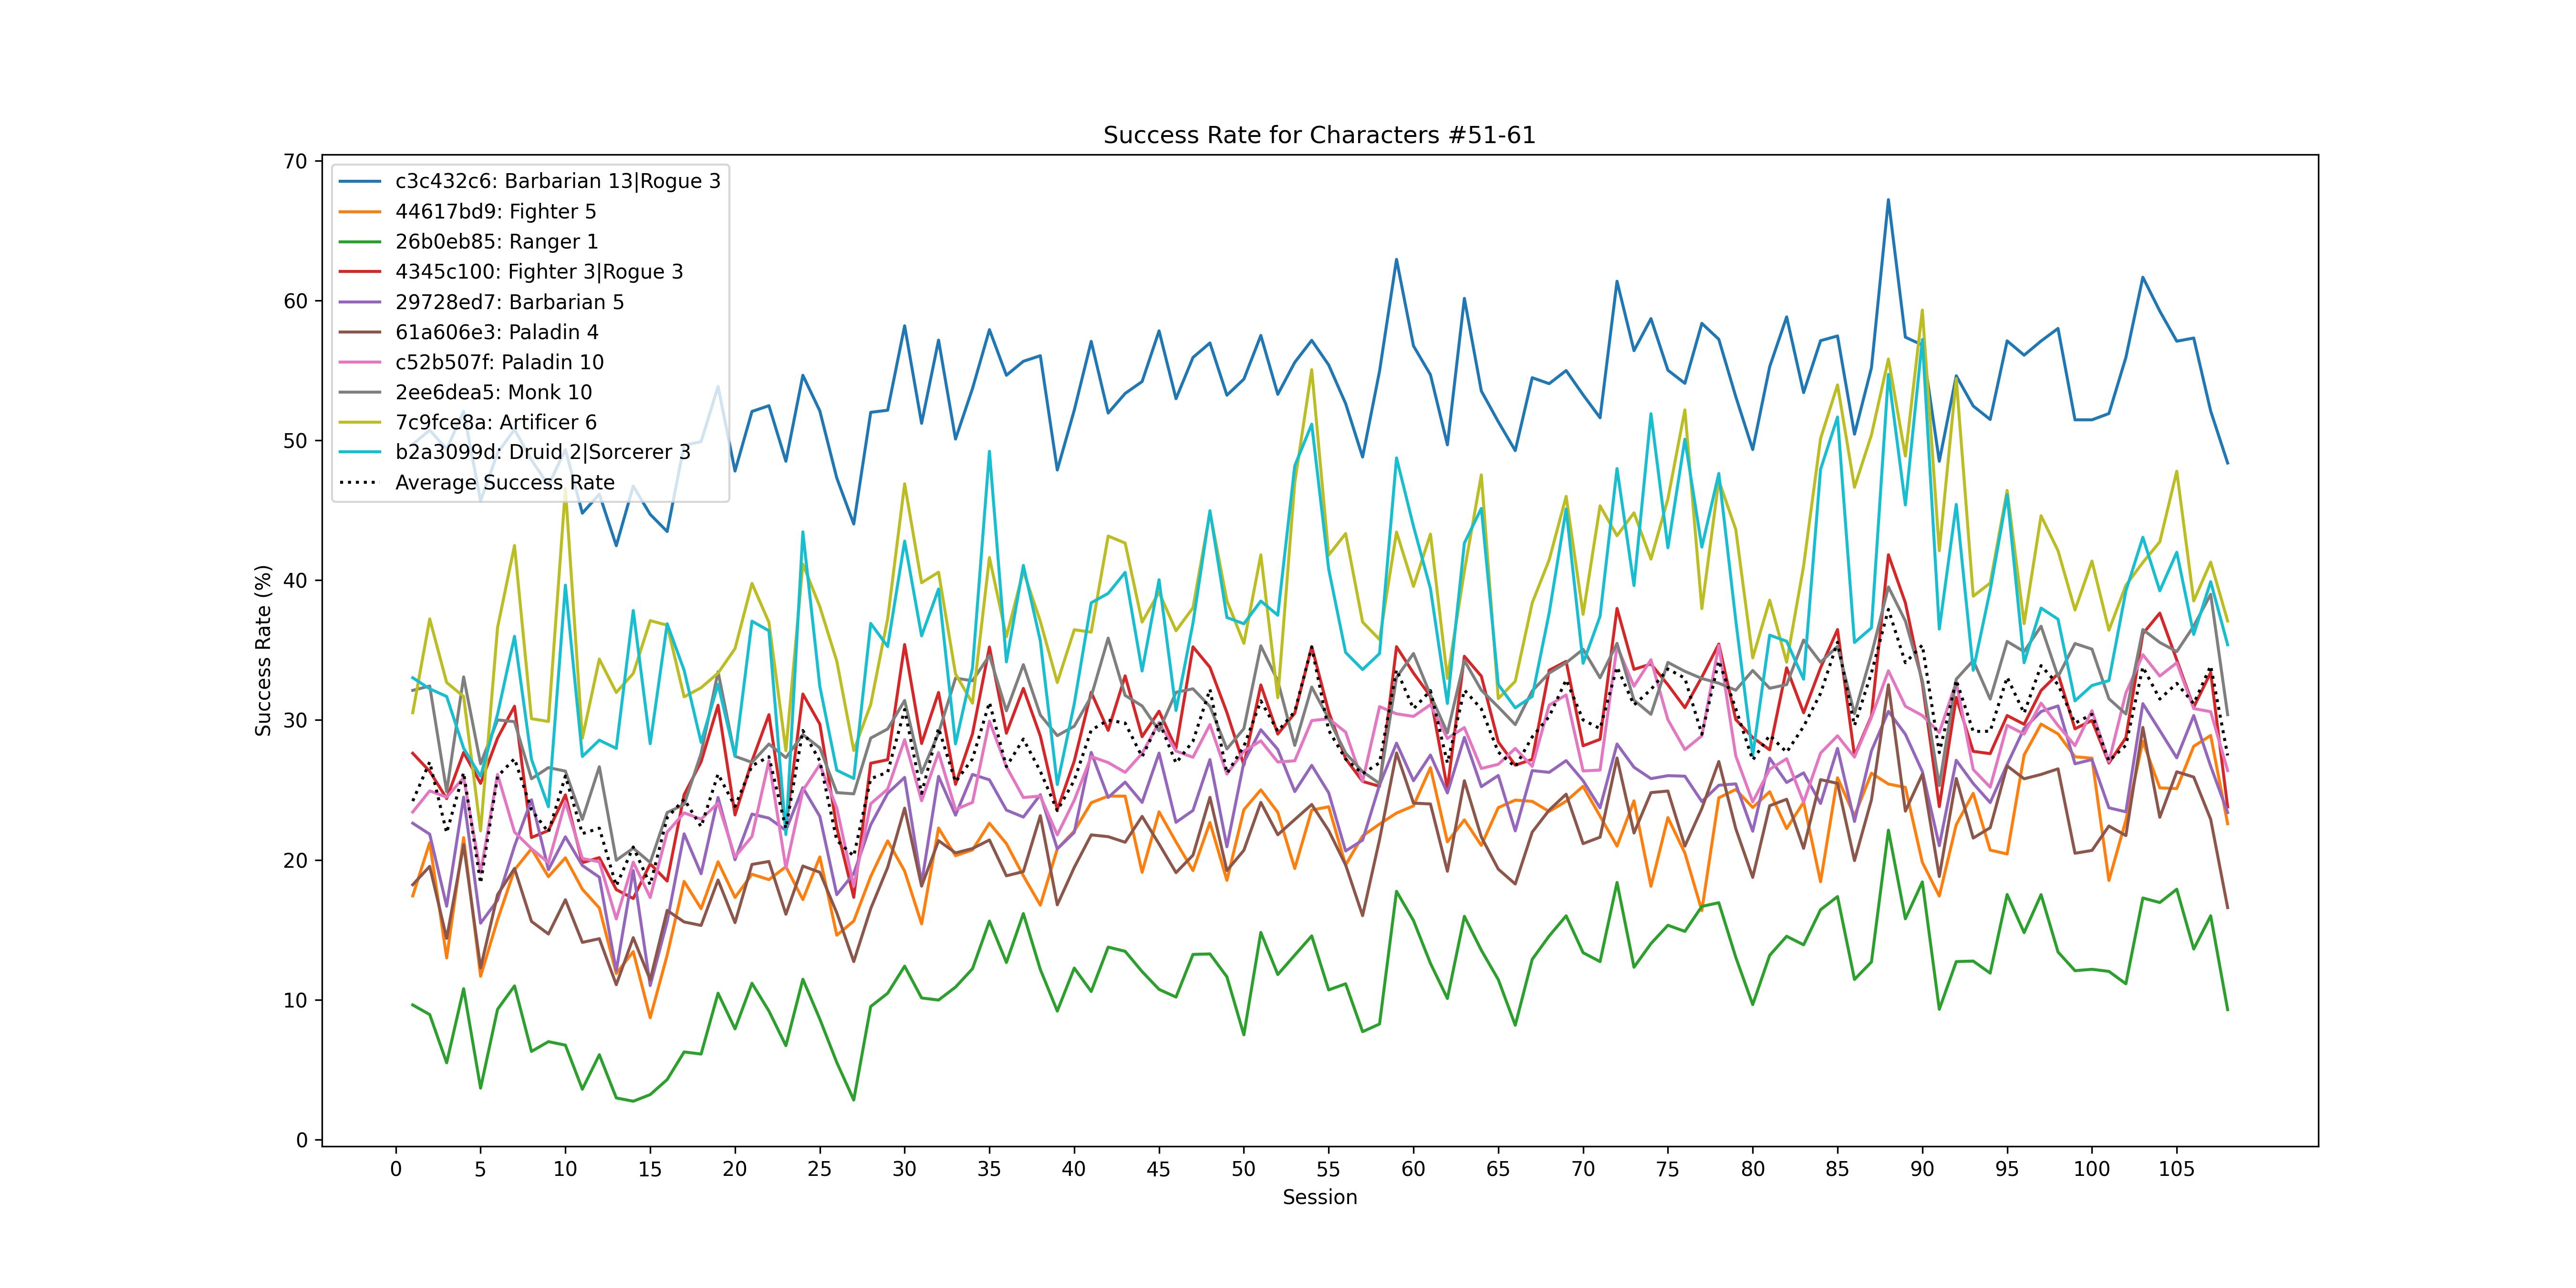 Success Rate for Characters #51-61
70
60
50
40
30
20
10
0
Success Rate (%)
c3c432c6: Barbarian 13|Rogue 3
44617bd9: Fighter 5
26b0eb85: Ranger 1
4345c100: Fighter 3|Rogue 3
29728ed7: Barbarian 5
61a606e3: Paladin 4
c52b507f: Paladin 10
2ee6dea5: Monk 10
7c9fce8a: Artificer 6
b2a3099d: Druid 2|Sorcerer 3
Average Success Rate
0 5 10 15 20 25 30 35 40 45 50 55 60 65 70 75 80 85 90 95 100 105
Session